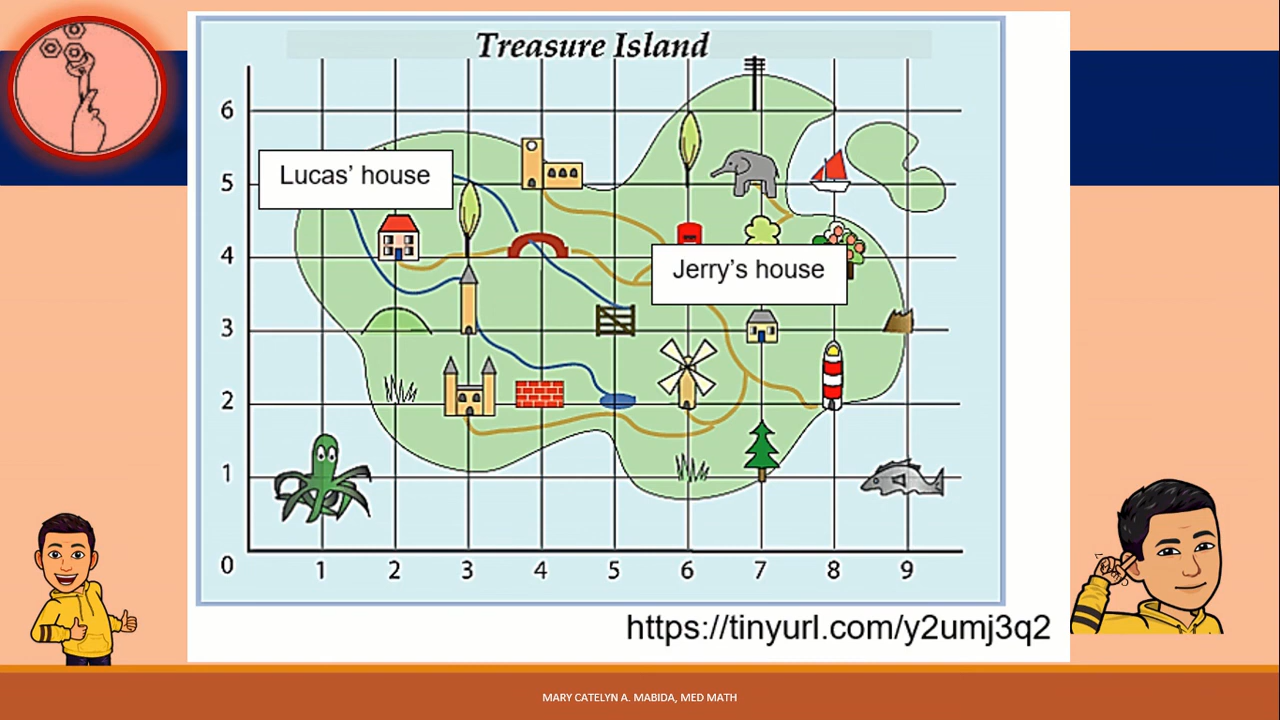 Treasure Island
6
Lucas’ house
5
4
Jerry’s house
3
2
1
0
1 2 3 4 5 6 7 8 9
https://tinyurl.com/y2umj3q2
MARY CATELYN A. MABIDA, MED MATH